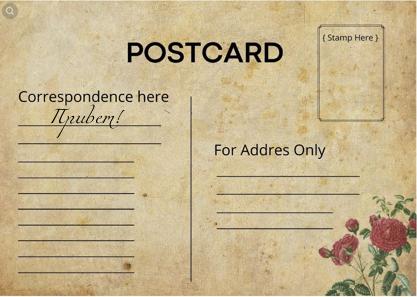 POSTCARD
{ Stamp Here }
Correspondence here
Привет!
For Addres Only